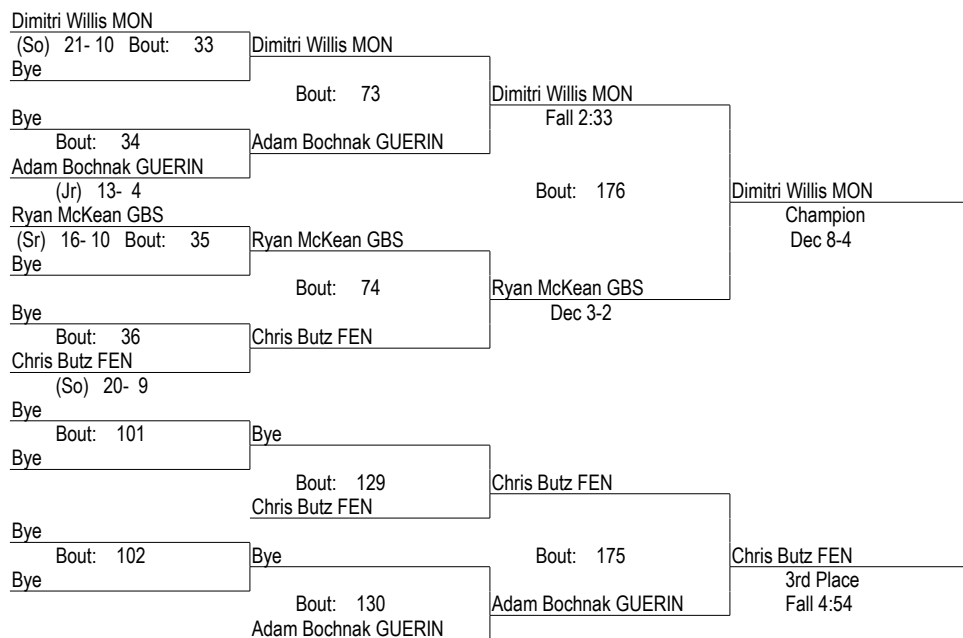 Dimitri Willis MON
(So) 21- 10 Bout: 33 Dimitri Willis MON
Bye
Bout: 73 Dimitri Willis MON
Bye Fall 2:33
Bout: 34 Adam Bochnak GUERIN
Adam Bochnak GUERIN
(Jr) 13- 4 Bout: 176 Dimitri Willis MON
Ryan McKean GBS Champion
(Sr) 16- 10 Bout: 35 Ryan McKean GBS Dec 8-4
Bye
Bout: 74 Ryan McKean GBS
Bye Dec 3-2
Bout: 36 Chris Butz FEN
Chris Butz FEN
(So) 20- 9
Bye
Bout: 101 Bye
Bye
Bout: 129 Chris Butz FEN
Chris Butz FEN
Bye
Bout: 102 Bye Bout: 175 Chris Butz FEN
Bye 3rd Place
Bout: 130 Adam Bochnak GUERIN Fall 4:54
Adam Bochnak GUERIN